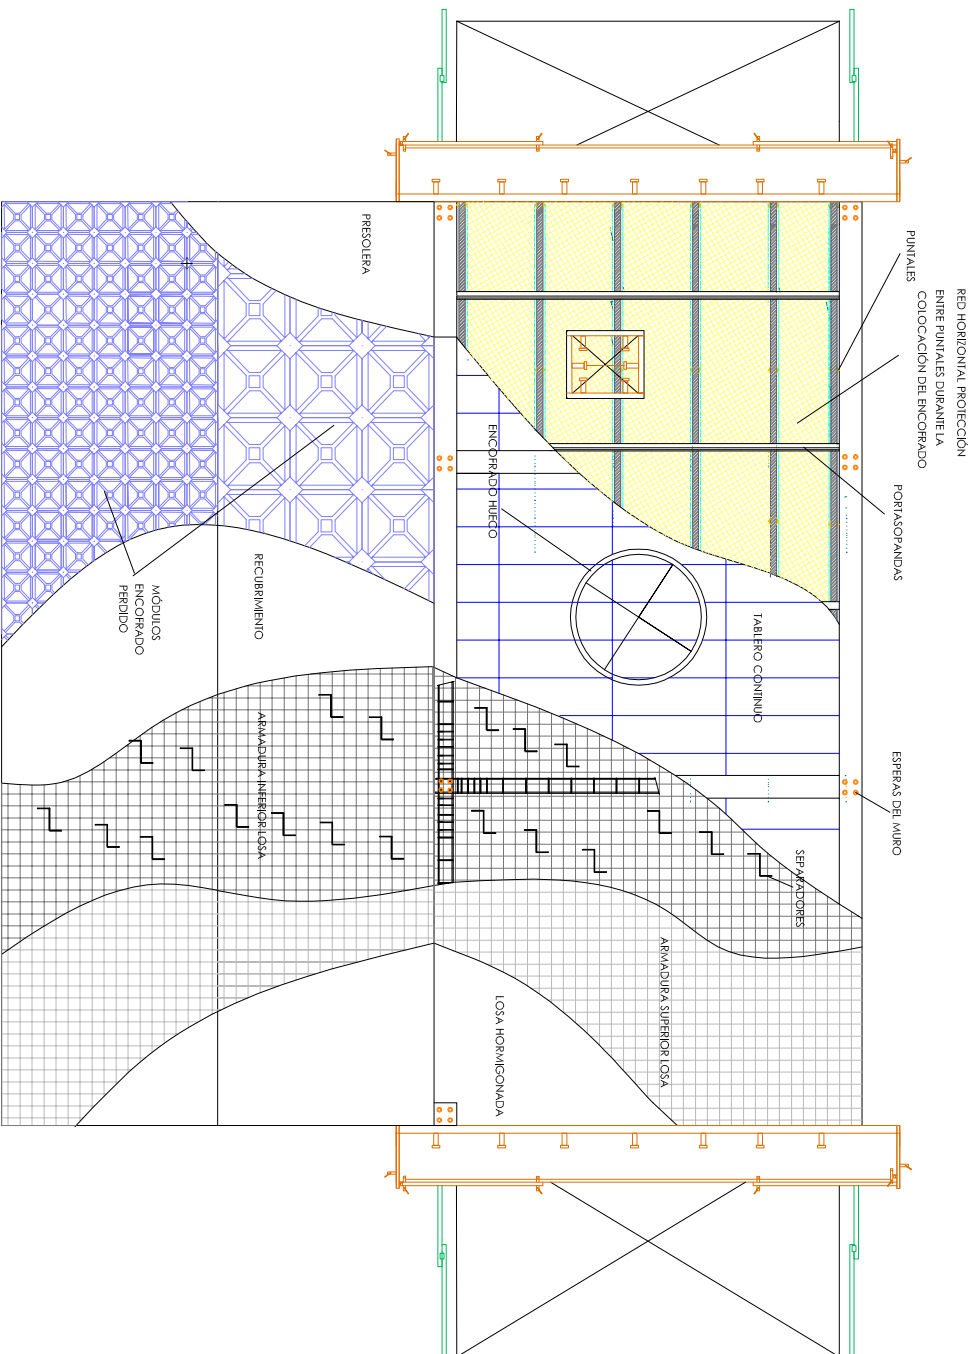 RED HORIZONTAL PROTECCIÓN
ENTRE PUNTALES DURANTE LA
COLOCACIÓN DEL ENCOFRADO
PUNTALES
PORTASOPANDAS
ESPERAS DEL MURO
SEPARADORES
TABLERO CONTINUO
ARMADURA SUPERIOR LOSA
ENCOFRADO HUECO
LOSA HORMIGONADA
PRESOLERA
RECUBRIMIENTO
ARMADURA INFERIOR LOSA
MÓDULOS
ENCOFRADO
PERDIDO